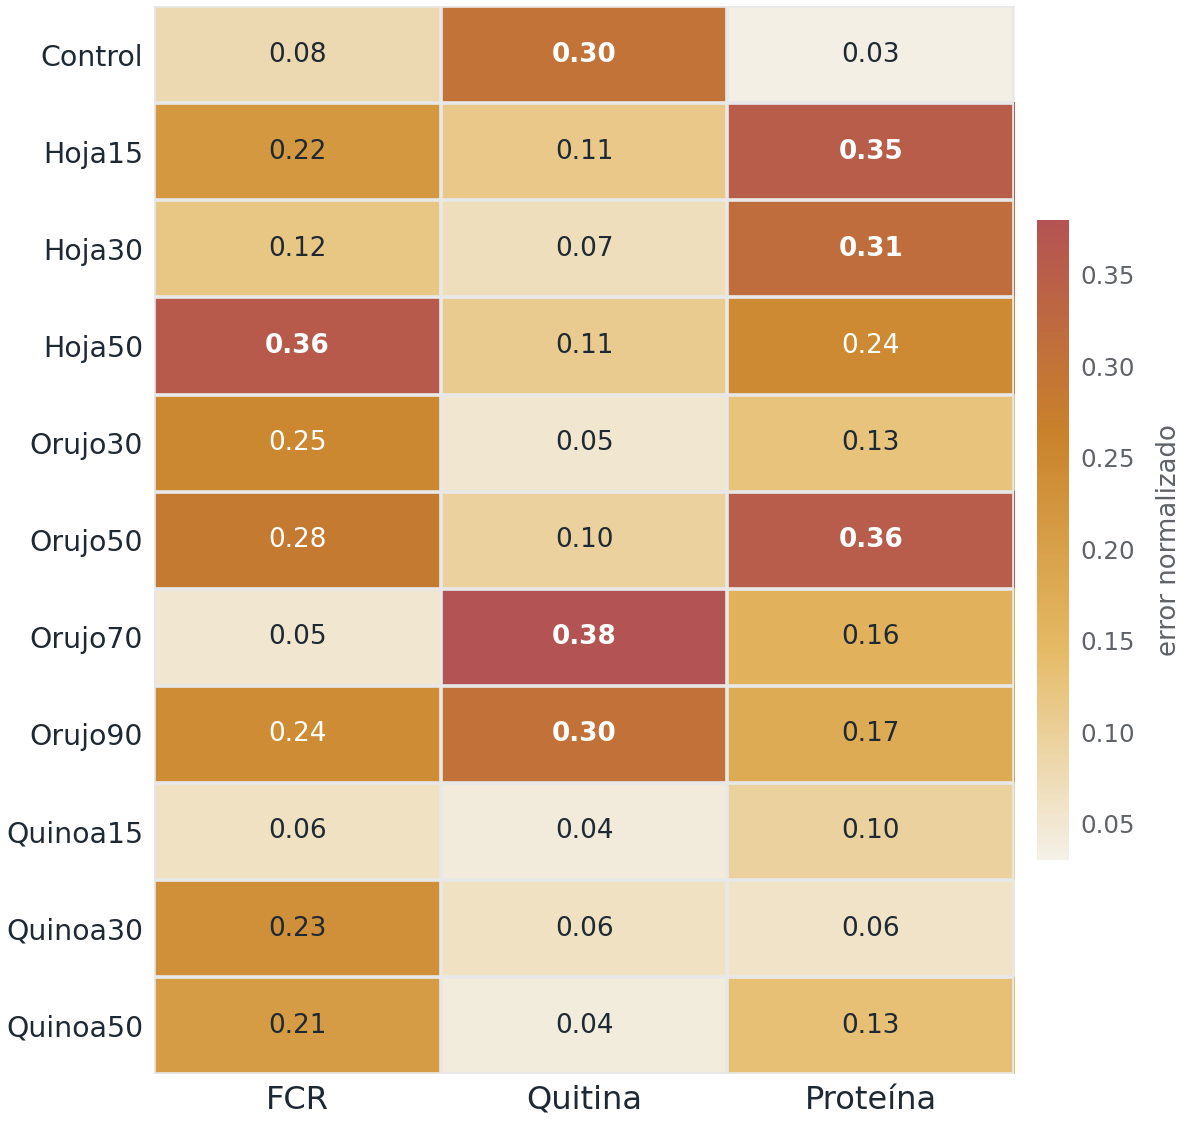 Control 0.08 0.30 0.03
Hoja15 0.22 0.11 0.35
Hoja30 0.12 0.07 0.31
Hoja50 0.36 0.11 0.24
Orujo30 0.25 0.05 0.13
Orujo50 0.28 0.10 0.36
Orujo70 0.05 0.38 0.16
Orujo90 0.24 0.30 0.17
Quinoa15 0.06 0.04 0.10
Quinoa30 0.23 0.06 0.06
Quinoa50 0.21 0.04 0.13
FCR Quitina Proteína
0.35
0.30
0.25
0.20
0.15
0.10
0.05
error normalizado